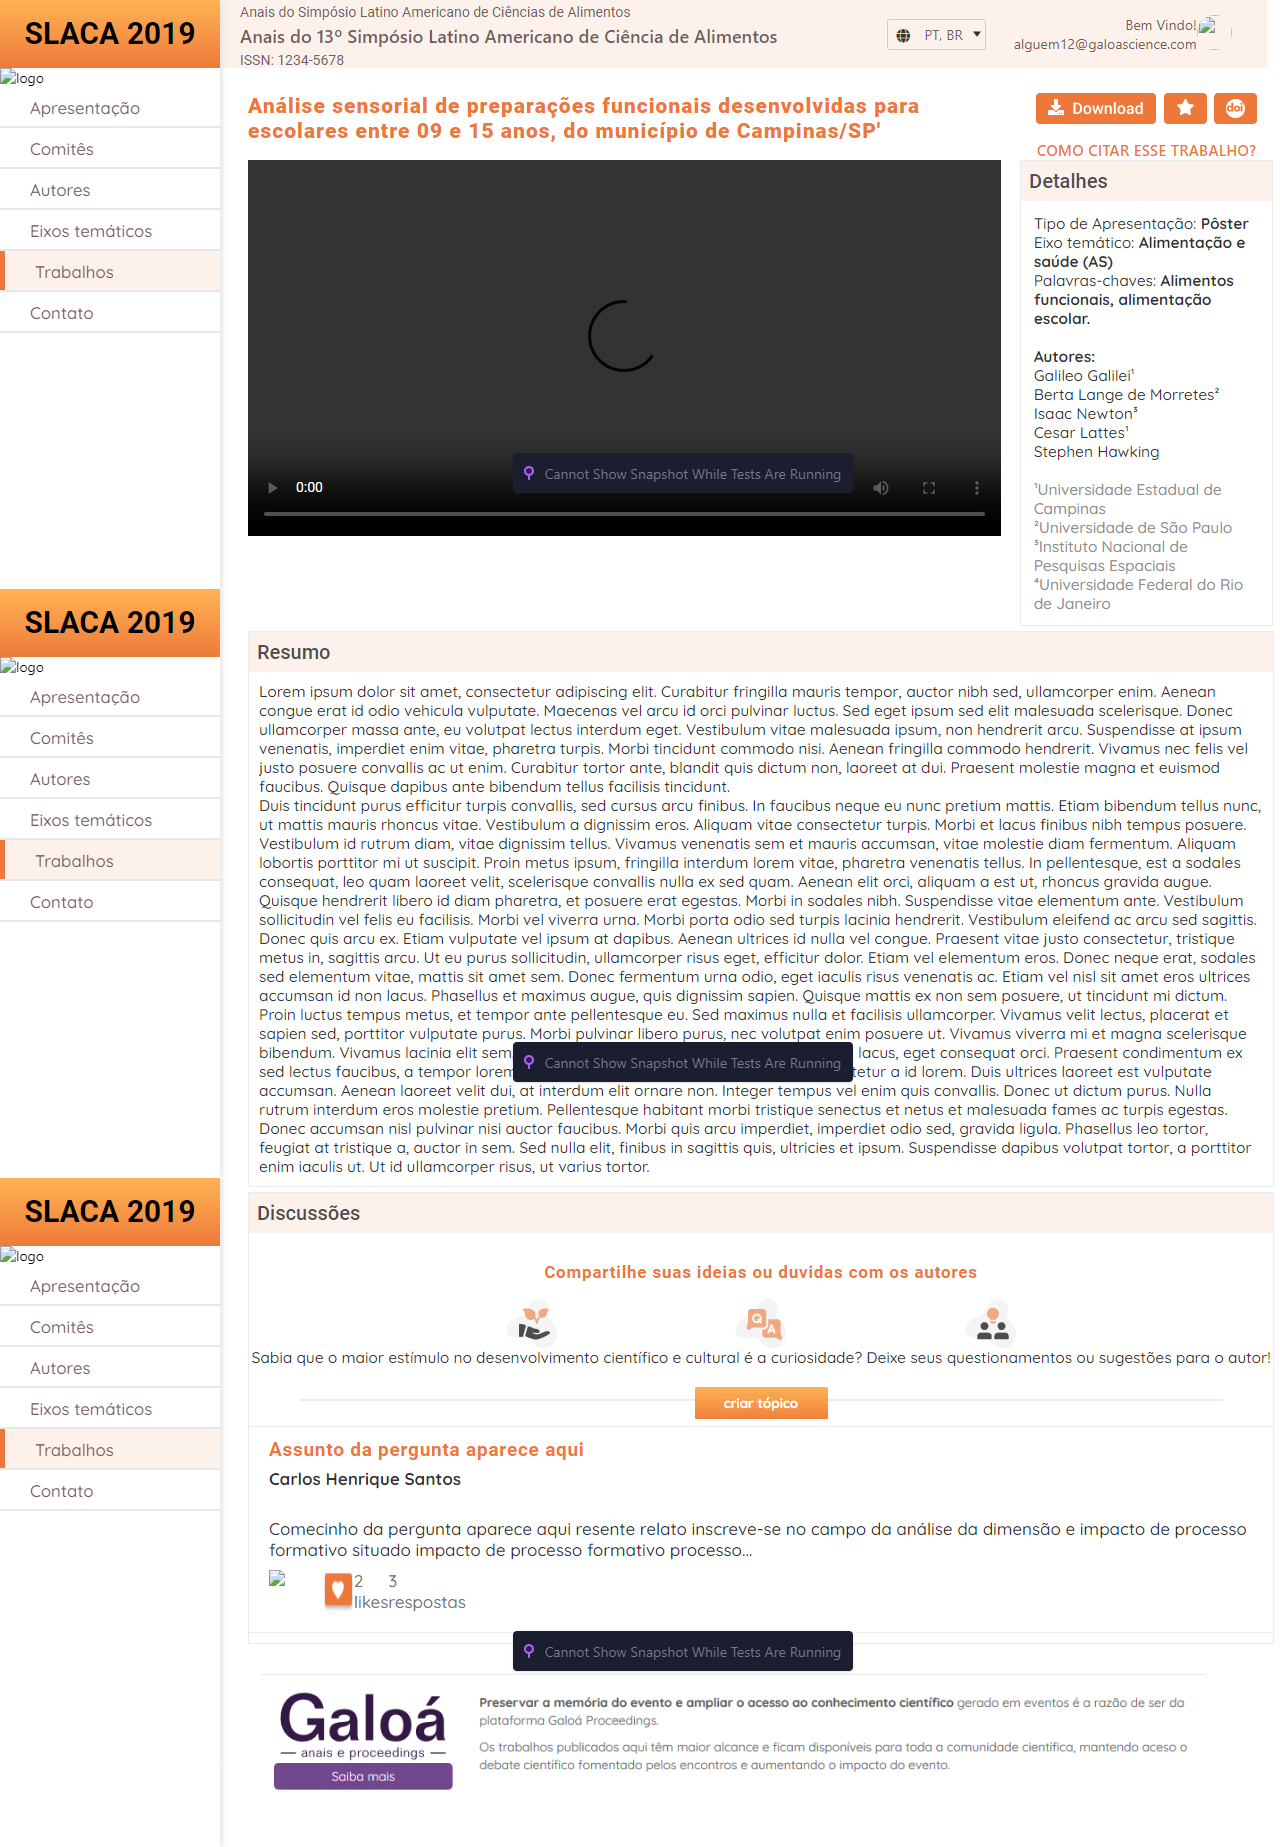 SLACA 2019
Anais do Simpósio Latino Americano de Ciências de Alimentos
Anais do 13º Simpósio Latino Americano de Ciência de Alimentos
ISSN: 1234-5678
PT, BR
Bem Vindo!
alguem12@galoascience.com
logo
Apresentação
Comitês
Autores
Eixos temáticos
Trabalhos
Contato
Análise sensorial de preparações funcionais desenvolvidas para
escolares entre 09 e 15 anos, do município de Campinas/SP'
Download
doi
COMO CITAR ESSE TRABALHO?
0:00
Cannot Show Snapshot While Tests Are Running
Detalhes
Tipo de Apresentação: Pôster
Eixo temático: Alimentação e
saúde (AS)
Palavras-chaves: Alimentos
funcionais, alimentação
escolar.
Autores:
Galileo Galilei¹
Berta Lange de Morretes²
Isaac Newton³
Cesar Lattes¹
Stephen Hawking
¹Universidade Estadual de
Campinas
²Universidade de São Paulo
³Instituto Nacional de
Pesquisas Espaciais
⁴Universidade Federal do Rio
de Janeiro
SLACA 2019
logo
Apresentação
Comitês
Autores
Eixos temáticos
Trabalhos
Contato
Resumo
Lorem ipsum dolor sit amet, consectetur adipiscing elit. Curabitur fringilla mauris tempor, auctor nibh sed, ullamcorper enim. Aenean
congue erat id odio vehicula vulputate. Maecenas vel arcu id orci pulvinar luctus. Sed eget ipsum sed elit malesuada scelerisque. Donec
ullamcorper massa ante, eu volutpat lectus interdum eget. Vestibulum vitae malesuada ipsum, non hendrerit arcu. Suspendisse at ipsum
venenatis, imperdiet enim vitae, pharetra turpis. Morbi tincidunt commodo nisi. Aenean fringilla commodo hendrerit. Vivamus nec felis vel
justo posuere convallis ac ut enim. Curabitur tortor ante, blandit quis dictum non, laoreet at dui. Praesent molestie magna et euismod
faucibus. Quisque dapibus ante bibendum tellus facilisis tincidunt.
Duis tincidunt purus efficitur turpis convallis, sed cursus arcu finibus. In faucibus neque eu nunc pretium mattis. Etiam bibendum tellus nunc,
ut mattis mauris rhoncus vitae. Vestibulum a dignissim eros. Aliquam vitae consectetur turpis. Morbi et lacus finibus nibh tempus posuere.
Vestibulum id rutrum diam, vitae dignissim tellus. Vivamus venenatis sem et mauris accumsan, vitae molestie diam fermentum. Aliquam
lobortis porttitor mi ut suscipit. Proin metus ipsum, fringilla interdum lorem vitae, pharetra venenatis tellus. In pellentesque, est a sodales
consequat, leo quam laoreet velit, scelerisque convallis nulla ex sed quam. Aenean elit orci, aliquam a est ut, rhoncus gravida augue.
Quisque hendrerit libero id diam pharetra, et posuere erat egestas. Morbi in sodales nibh. Suspendisse vitae elementum ante. Vestibulum
sollicitudin vel felis eu facilisis. Morbi vel viverra urna. Morbi porta odio sed turpis lacinia hendrerit. Vestibulum eleifend ac arcu sed sagittis.
Donec quis arcu ex. Etiam vulputate vel ipsum at dapibus. Aenean ultrices id nulla vel congue. Praesent vitae justo consectetur, tristique
metus in, sagittis arcu. Ut eu purus sollicitudin, ullamcorper risus eget, efficitur dolor. Etiam vel elementum eros. Donec neque erat, sodales
sed elementum vitae, mattis sit amet sem. Donec fermentum urna odio, eget iaculis risus venenatis ac. Etiam vel nisl sit amet eros ultrices
accumsan id non lacus. Phasellus et maximus augue, quis dignissim sapien. Quisque mattis ex non sem posuere, ut tincidunt mi dictum.
Proin luctus tempus metus, et tempor ante pellentesque eu. Sed maximus nulla et facilisis ullamcorper. Vivamus velit lectus, placerat et
sapien sed, porttitor vulputate purus. Morbi pulvinar libero purus, nec volutpat enim posuere ut. Vivamus viverra mi et magna scelerisque
bibendum. Vivamus lacinia elit sem, lacus, eget consequat orci. Praesent condimentum ex
Cannot Show Snapshot While Tests Are Running
sed lectus faucibus, a tempor lorem tetur a id lorem. Duis ultrices laoreet est vulputate
accumsan. Aenean laoreet velit dui, at interdum elit ornare non. Integer tempus vel enim quis convallis. Donec ut dictum purus. Nulla
rutrum interdum eros molestie pretium. Pellentesque habitant morbi tristique senectus et netus et malesuada fames ac turpis egestas.
Donec accumsan nisl pulvinar nisi auctor faucibus. Morbi quis arcu imperdiet, imperdiet odio sed, gravida ligula. Phasellus leo tortor,
feugiat at tristique a, auctor in sem. Sed nulla elit, finibus in sagittis quis, ultricies et ipsum. Suspendisse dapibus volutpat tortor, a porttitor
enim iaculis ut. Ut id ullamcorper risus, ut varius tortor.
SLACA 2019
logo
Apresentação
Comitês
Autores
Eixos temáticos
Trabalhos
Contato
Discussões
Compartilhe suas ideias ou duvidas com os autores
Q
A
Sabia que o maior estímulo no desenvolvimento científico e cultural é a curiosidade? Deixe seus questionamentos ou sugestões para o autor!
criar tópico
Assunto da pergunta aparece aqui
Carlos Henrique Santos
Comecinho da pergunta aparece aqui resente relato inscreve-se no campo da análise da dimensão e impacto de processo
formativo situado impacto de processo formativo processo...
2 3
likesrespostas
Cannot Show Snapshot While Tests Are Running
Galoá
anais e proceedings
Saiba mais
Preservar a memória do evento e ampliar o acesso ao conhecimento científico gerado em eventos é a razão de ser da
plataforma Galoá Proceedings.
Os trabalhos publicados aqui têm maior alcance e ficam disponíveis para toda a comunidade científica, mantendo aceso o
debate científico fomentado pelos encontros e aumentando o impacto do evento.